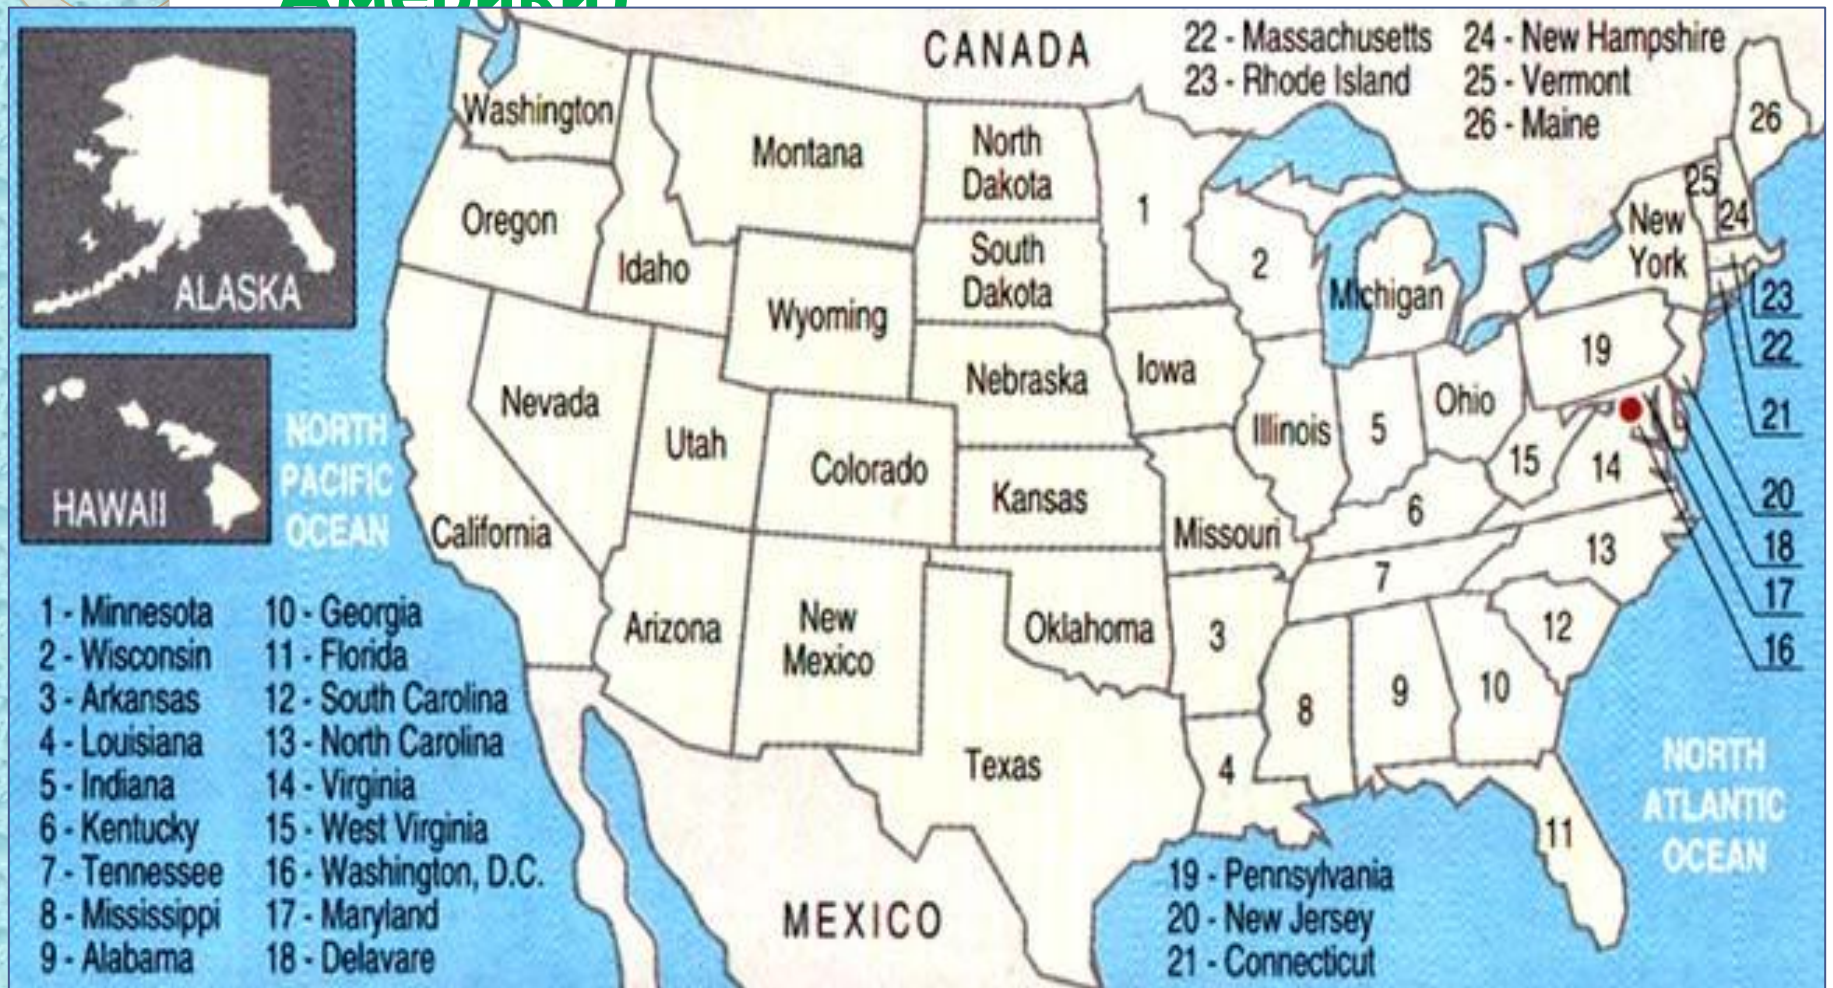 CANADA
22 - Massachusetts
23 - Rhode Island
24 - New Hampshire
25 - Vermont
26 - Maine
ALASKA
HAWAII
NORTH
PACIFIC
OCEAN
Washington
Oregon
Idaho
Montana
North
Dakota
South
Dakota
Wyoming
Nebraska
Nevada
Utah
Colorado
Kansas
California
Arizona
New
Mexico
Oklahoma
Texas
Iowa
Missouri
Illinois
Michigan
Ohio
New
York
1
2
3
4
5
6
7
8
9
10
11
12
13
14
15
19
24
25
26
23
22
21
20
18
17
16
NORTH
ATLANTIC
OCEAN
MEXICO
1 - Minnesota
2 - Wisconsin
3 - Arkansas
4 - Louisiana
5 - Indiana
6 - Kentucky
7 - Tennessee
8 - Mississippi
9 - Alabama
10 - Georgia
11 - Florida
12 - South Carolina
13 - North Carolina
14 - Virginia
15 - West Virginia
16 - Washington, D.C.
17 - Maryland
18 - Delavare
19 - Pennsylvania
20 - New Jersey
21 - Connecticut